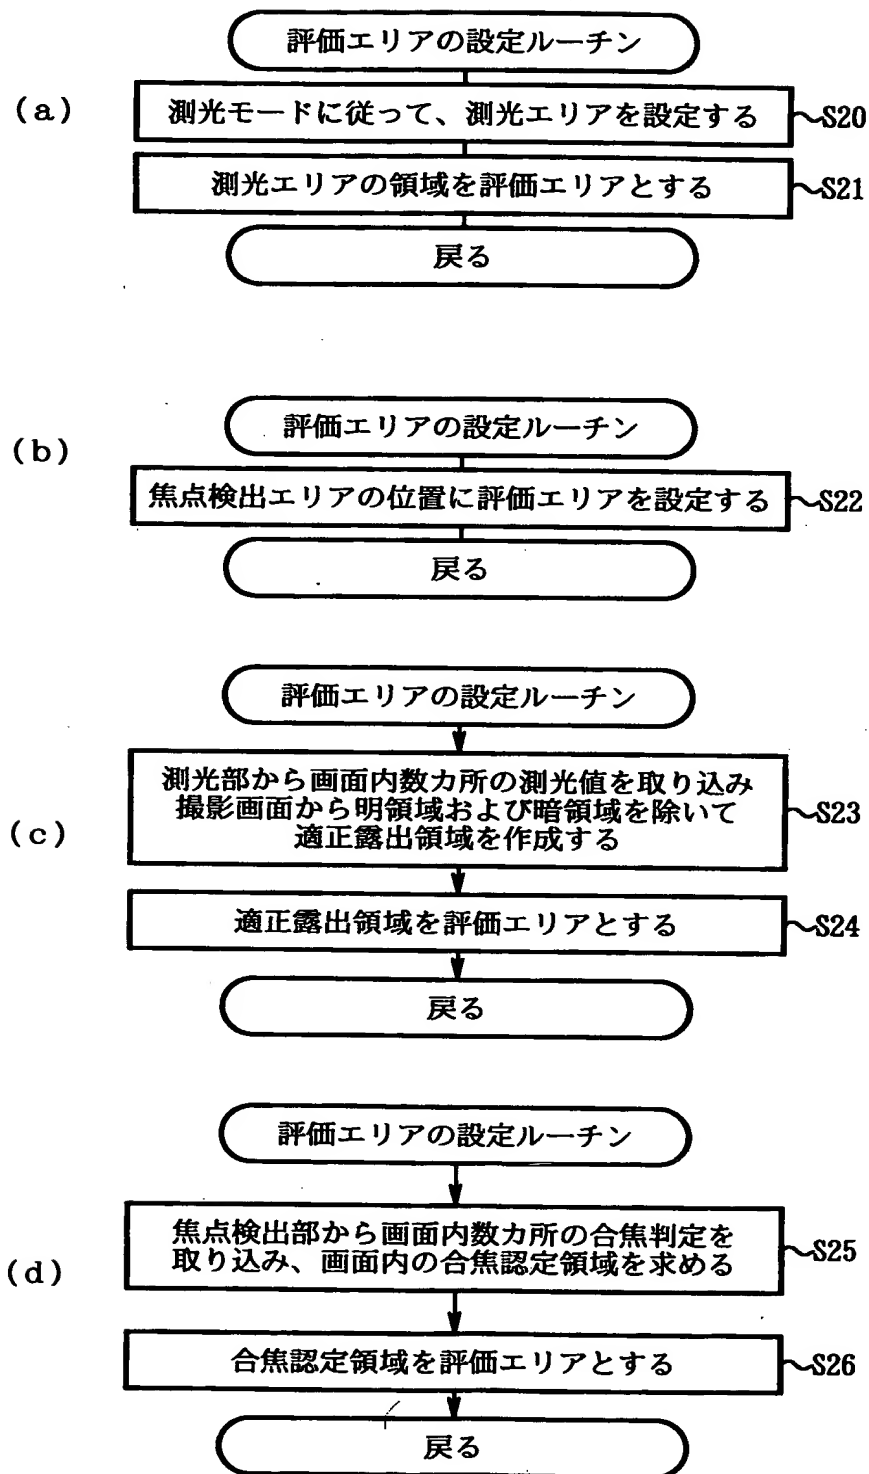 評価エリアの設定ルーチン
(a)
測光モードに従って、測光エリアを設定する
S20
測光エリアの領域を評価エリアとする
S21
戻る
評価エリアの設定ルーチン
(b)
焦点検出エリアの位置に評価エリアを設定する
S22
戻る
評価エリアの設定ルーチン
(c)
測光部から画面内数カ所の測光値を取り込み
撮影画面から明領域および暗領域を除いて
適正露出領域を作成する
S23
適正露出領域を評価エリアとする
S24
戻る
評価エリアの設定ルーチン
(d)
焦点検出部から画面内数カ所の合焦判定を
取り込み、画面内の合焦認定領域を求める
S25
合焦認定領域を評価エリアとする
S26
戻る